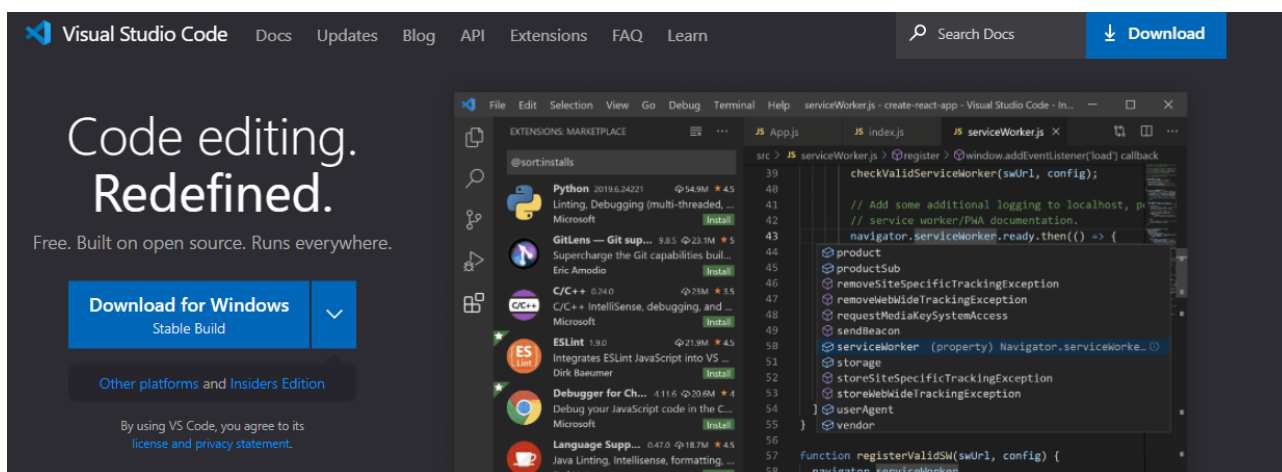 Visual Studio Code Docs Updates Blog API Extensions FAQ Learn Search Docs Download
Code editing.
Redefined.
Free. Built on open source. Runs everywhere.
Download for Windows
Stable Build
Other platforms and Insiders Edition
By using VS Code, you agree to its
license and privacy statement.
File Edit Selection View Go Debug Terminal Help serviceWorker.js - create-react-app - Visual Studio Code - In...
EXTENSIONS: MARKETPLACE
@sort:installs
Python 2019.6.24221 54.9M 4.5
Linting, Debugging (multi-threaded, ...
Microsoft Install
GitLens — Git sup... 9.8.5 23.1M 5
Supercharge the Git capabilities buil...
Eric Amodio Install
C/C++ 0.24.0 23M 3.5
C/C++
C/C++ IntelliSense, debugging, and ...
Microsoft Install
ESLint 1.9.0 21.9M 4.5
ES
Lint
Integrates ESLint JavaScript into VS ...
Dirk Baeumer Install
Debugger for Ch... 4.11.6 20.6M 4
Debug your JavaScript code in the C...
Microsoft Install
Language Supp... 0.47.0 18.7M 4.5
Java Linting, Intellisense, formatting, ...
JS App.js JS index.js JS serviceWorker.js
src > JS serviceWorker.js > register > window.addEventListener('load') callback
39 checkValidServiceWorker(swUrl, config);
40
41 // Add some additional logging to localhost,
42 // service worker/PWA documentation.
43 navigator.serviceWorker.ready.then(() => {
44 product
45 productSub
46 removeSiteSpecificTrackingException
47 removeWebWideTrackingException
48 requestMediaKeySystemAccess
49 sendBeacon
50 serviceWorker (property) Navigator.serviceWorke...
51 storage
52 storeSiteSpecificTrackingException
53 storeWebWideTrackingException
54 ] userAgent
55 } vendor
56
57 function registerValidSW(swUrl, config) {
58 navigator.serviceWorker